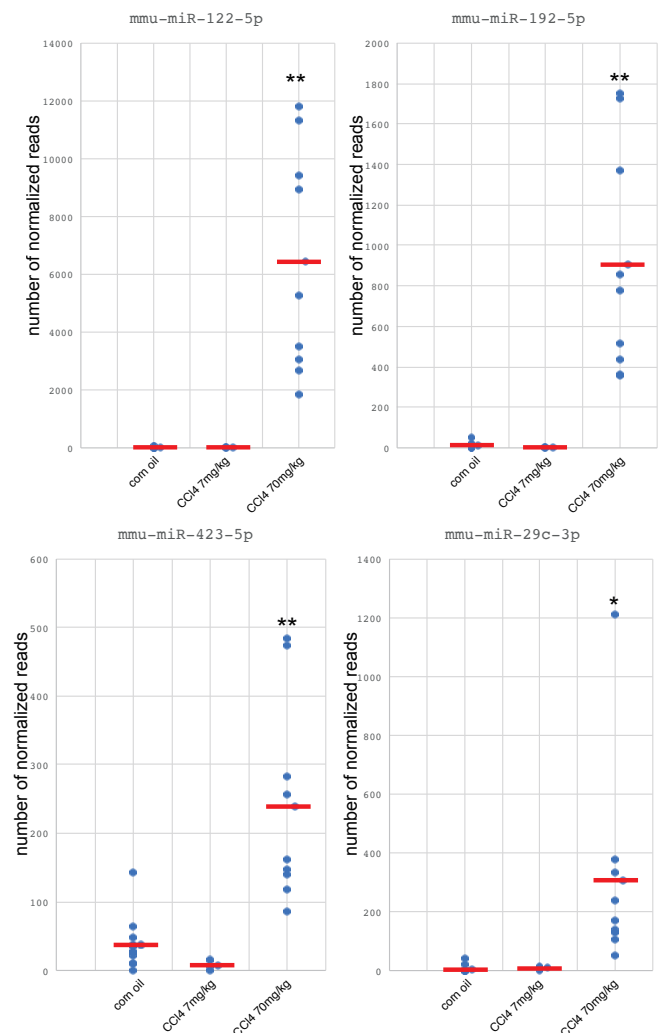 mmu-miR-122-5p
number of normalized reads
14000
12000
10000
8000
6000
4000
2000
0
**
corn oil
CCl4 7mg/kg
CCl4 70mg/kg
mmu-miR-192-5p
number of normalized reads
2000
1800
1600
1400
1200
1000
800
600
400
200
0
**
corn oil
CCl4 7mg/kg
CCl4 70mg/kg
mmu-miR-423-5p
number of normalized reads
600
500
400
300
200
100
0
**
corn oil
CCl4 7mg/kg
CCl4 70mg/kg
mmu-miR-29c-3p
number of normalized reads
1400
1200
1000
800
600
400
200
0
*
corn oil
CCl4 7mg/kg
CCl4 70mg/kg